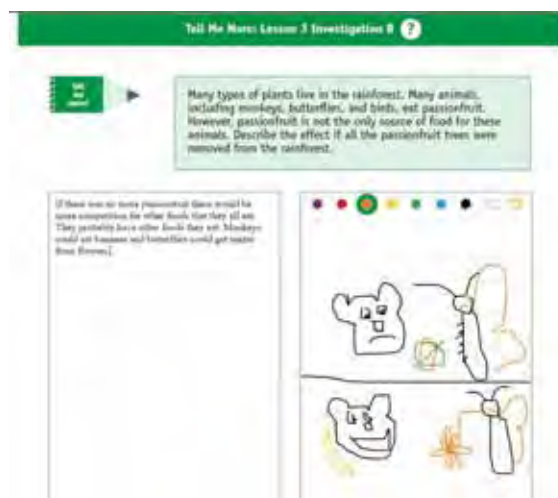 Tell Me More: Lesson 3 Investigation B ?
Many types of plants live in the rainforest. Many animals,
including monkeys, butterflies, and birds, eat passionfruit.
However, passionfruit is not the only source of food for these
animals. Describe the effect if all the passionfruit trees were
removed from the rainforest.
If there was no more passionfruit there would be
more competition for other foods that they all eat.
They probably have other foods they eat. Monkeys
could eat bananas and butterflies could get nectar
from flowers.